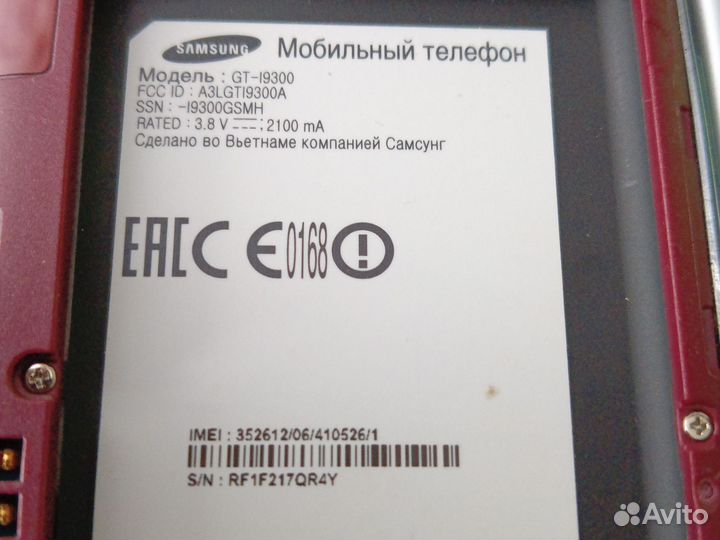 SAMSUNG Мобильный телефон
Модель : GT-I9300
FCC ID : A3LGTI9300A
SSN : -I9300GSMH
RATED : 3.8 V ; 2100 mA
Сделано во Вьетнаме компанией Самсунг
EAC CE0168
IMEI : 352612/06/410526/1
S/N : RF1F217QR4Y
Avito